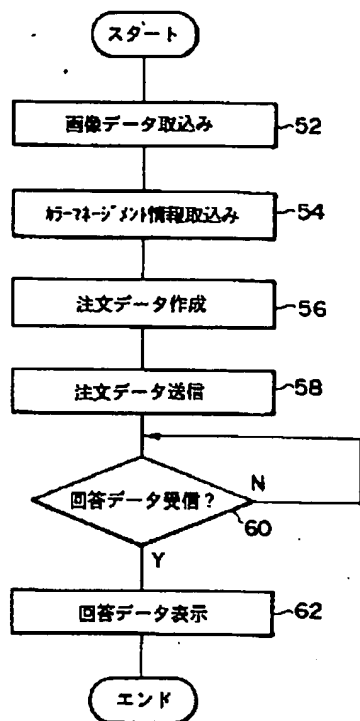 スタート
画像データ取込み
52
カラーマネージメント情報取込み
54
注文データ作成
56
注文データ送信
58
回答データ受信?
N
60
Y
回答データ表示
62
エンド